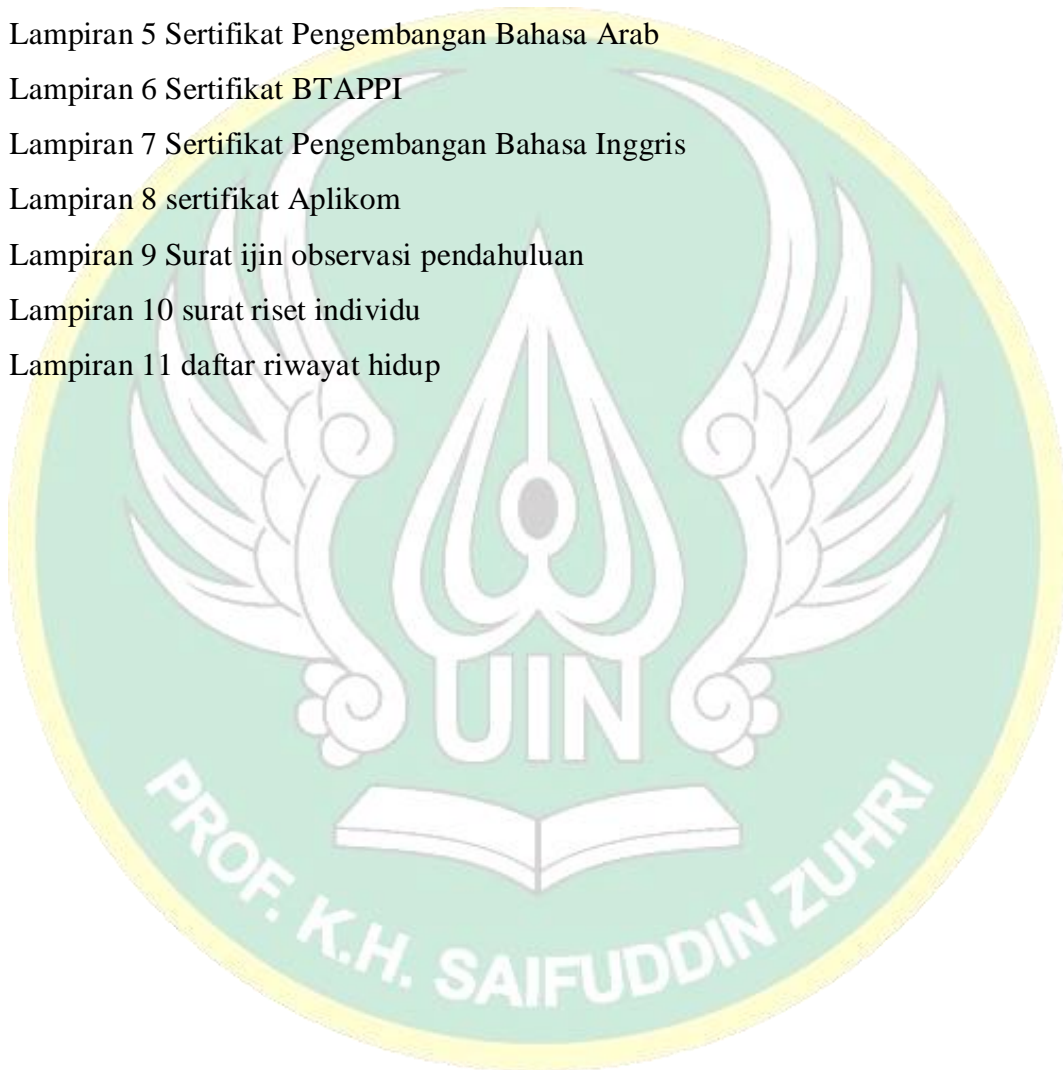 Lampiran 5 Sertifikat Pengembangan Bahasa Arab
Lampiran 6 Sertifikat BTAPPI
Lampiran 7 Sertifikat Pengembangan Bahasa Inggris
Lampiran 8 sertifikat Aplikom
Lampiran 9 Surat ijin observasi pendahuluan
Lampiran 10 surat riset individu
Lampiran 11 daftar riwayat hidup
UIN
PROF. K.H. SAIFUDDIN ZUHRI